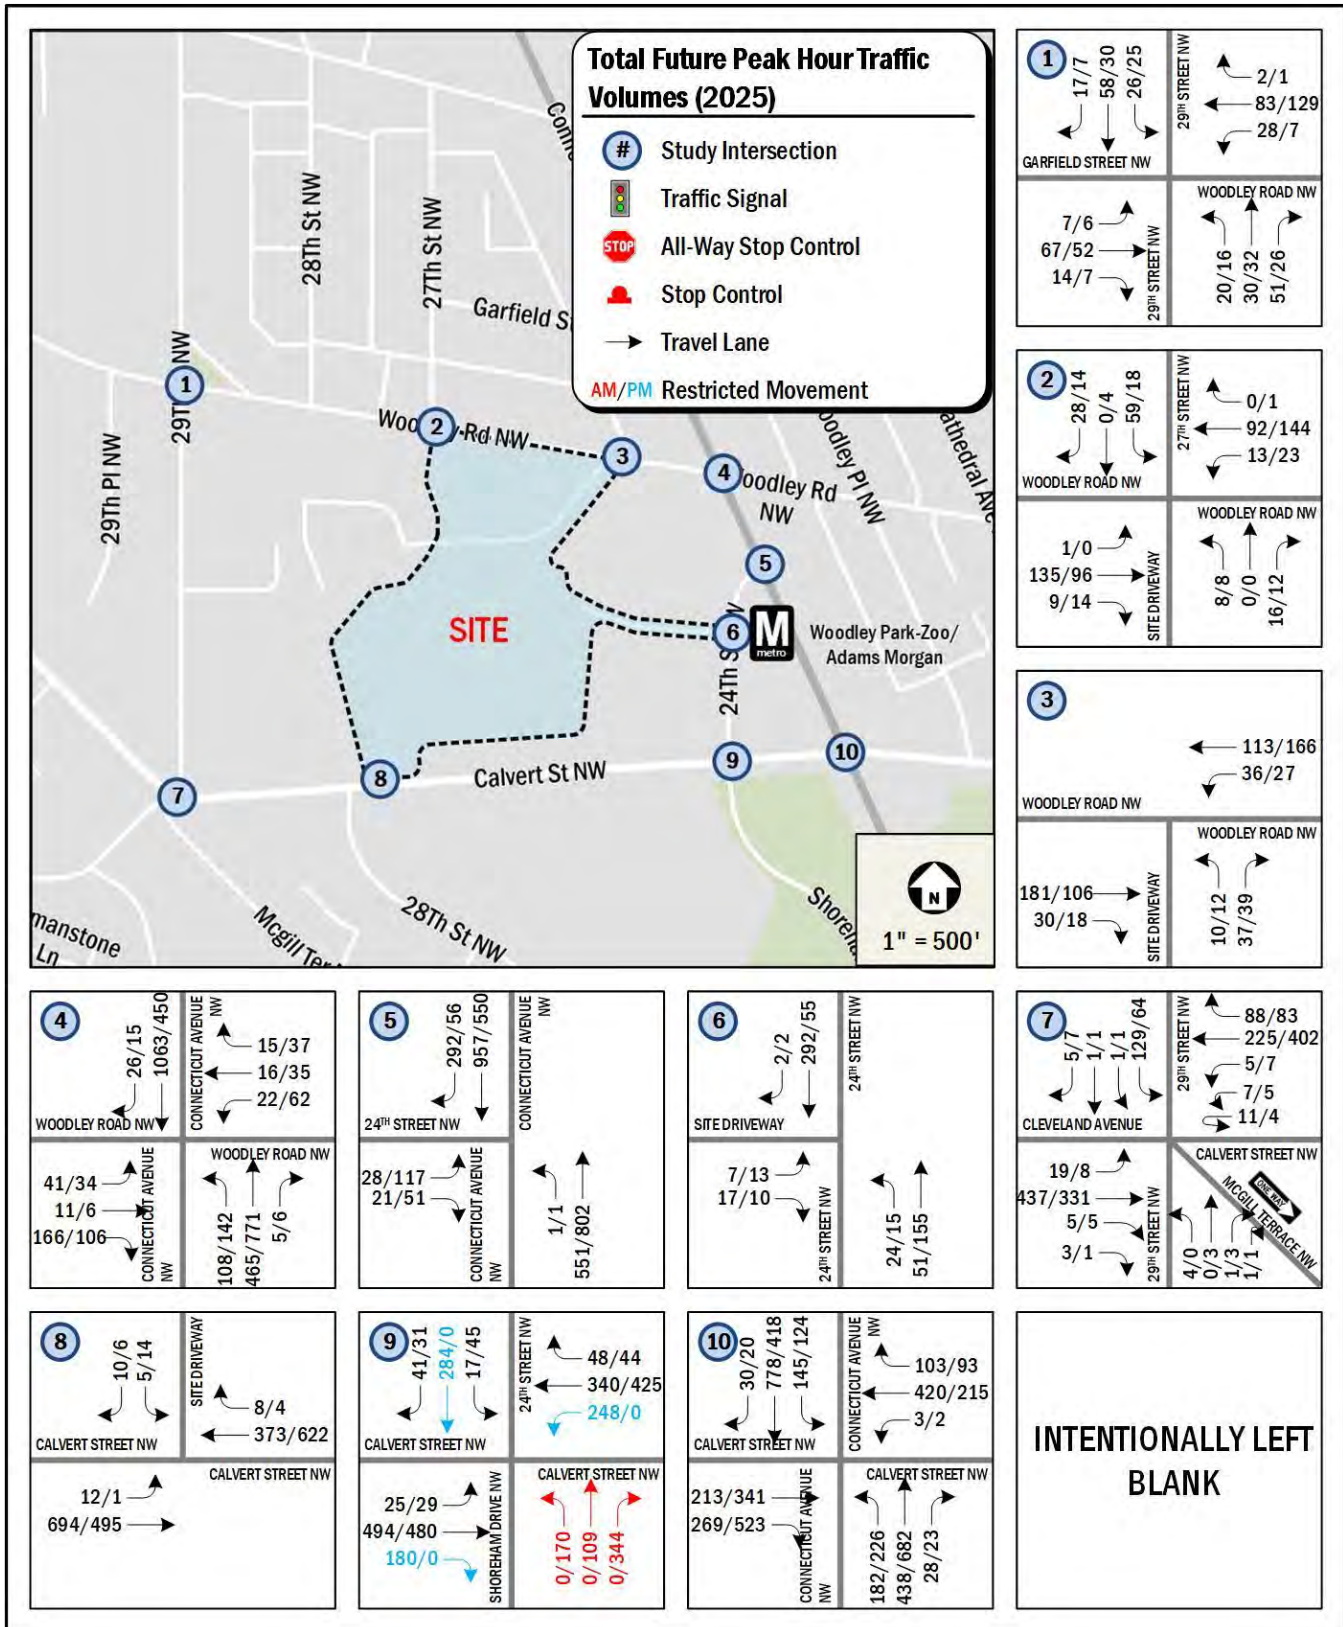 Total Future Peak Hour Traffic
Volumes (2025)
# Study Intersection
Traffic Signal
STOP All-Way Stop Control
Stop Control
Travel Lane
AM/PM Restricted Movement
28Th St NW
27Th St NW
Garfield S
29Th Pl NW
NW
29T
1
2
Woo
y Rd NW
3
4
oodley Rd
NW
oodley Pl NW
athedral Ave
5
6
M
metro
Woodley Park-Zoo/
Adams Morgan
SITE
24Th S
W
7
8
Calvert St NW
9
10
manstone
Ln
Mcgill Ter
28Th St NW
Shoreh
N
1" = 500'
1
17/7
58/30
26/25
29TH STREET NW
2/1
83/129
28/7
GARFIELD STREET NW
WOODLEY ROAD NW
7/6
67/52
14/7
29TH STREET NW
20/16
30/32
51/26
2
28/14
0/4
59/18
27TH STREET NW
0/1
92/144
13/23
WOODLEY ROAD NW
WOODLEY ROAD NW
1/0
135/96
9/14
SITE DRIVEWAY
8/8
0/0
16/12
3
113/166
36/27
WOODLEY ROAD NW
WOODLEY ROAD NW
181/106
30/18
SITE DRIVEWAY
10/12
37/39
4
26/15
1063/450
CONNECTICUT AVENUE
NW
15/37
16/35
22/62
WOODLEY ROAD NW
WOODLEY ROAD NW
41/34
11/6
166/106
CONNECTICUT AVENUE
NW
108/142
465/771
5/6
5
292/56
957/550
CONNECTICUT AVENUE
NW
24TH STREET NW
28/117
21/51
CONNECTICUT AVENUE
NW
1/1
551/802
6
2/2
292/55
24TH STREET NW
SITE DRIVEWAY
7/13
17/10
24TH STREET NW
24/15
51/155
7
5/7
1/1
1/1
129/64
29TH STREET NW
88/83
225/402
5/7
7/5
11/4
CLEVELAND AVENUE
CALVERT STREET NW
19/8
437/331
5/5
3/1
29TH STREET NW
4/0
0/3
1/3
1/1
MCGILL TERRACE NW
ONE WAY
8
10/6
5/14
SITE DRIVEWAY
8/4
373/622
CALVERT STREET NW
CALVERT STREET NW
12/1
694/495
9
41/31
284/0
17/45
24TH STREET NW
48/44
340/425
248/0
CALVERT STREET NW
CALVERT STREET NW
25/29
494/480
180/0
SHOREHAM DRIVE NW
0/170
0/109
0/344
10
30/20
778/418
145/124
CONNECTICUT AVENUE
NW
103/93
420/215
3/2
CALVERT STREET NW
CALVERT STREET NW
213/341
269/523
CONNECTICUT AVENUE
NW
182/226
438/682
28/23
INTENTIONALLY LEFT
BLANK